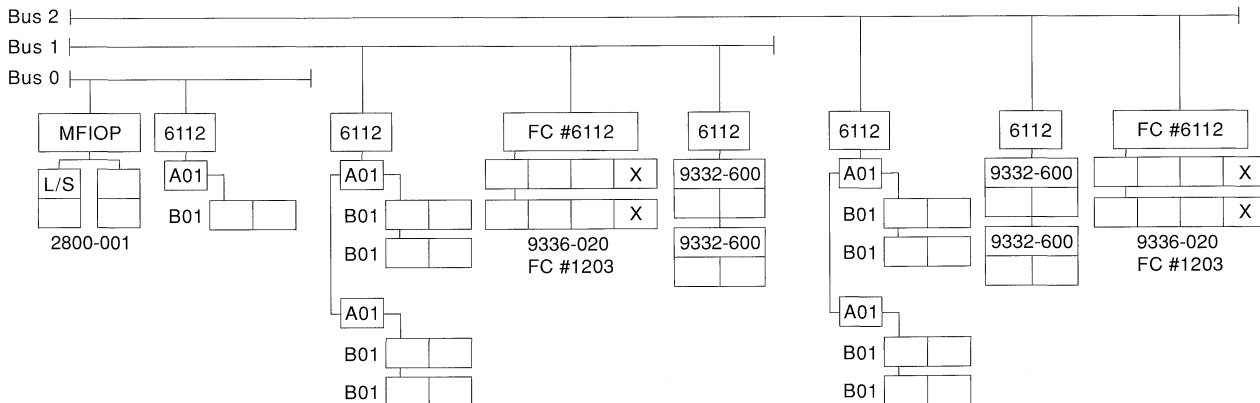 Bus 2
Bus 1
Bus 0
MFIOP 6112 6112 FC #6112 6112 6112 6112 FC #6112
L/S A01 A01 X 9332-600 A01 9332-600 X
B01 B01 X B01 X
2800-001 B01 9336-020 9332-600 B01 9332-600 9336-020
FC #1203 FC #1203
A01 A01
B01 B01
B01 B01